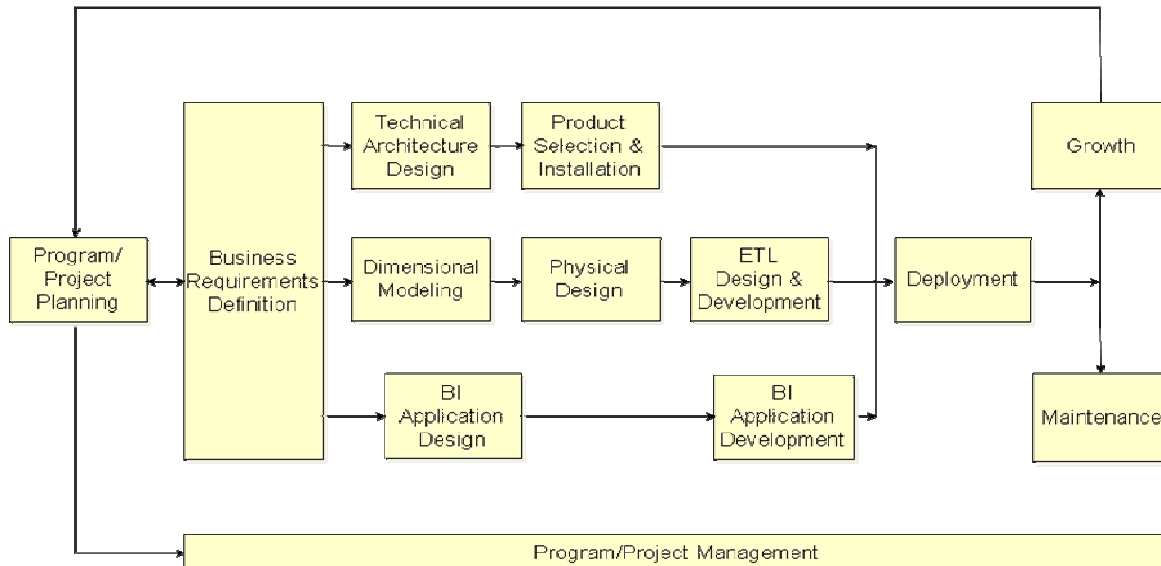 Technical
Architecture
Design
Product
Selection &
Installation
Growth
Program/
Project
Planning
Business
Requirements
Definition
Dimensional
Modeling
Physical
Design
ETL
Design &
Development
Deployment
BI
Application
Design
BI
Application
Development
Maintenance
Program/Project Management